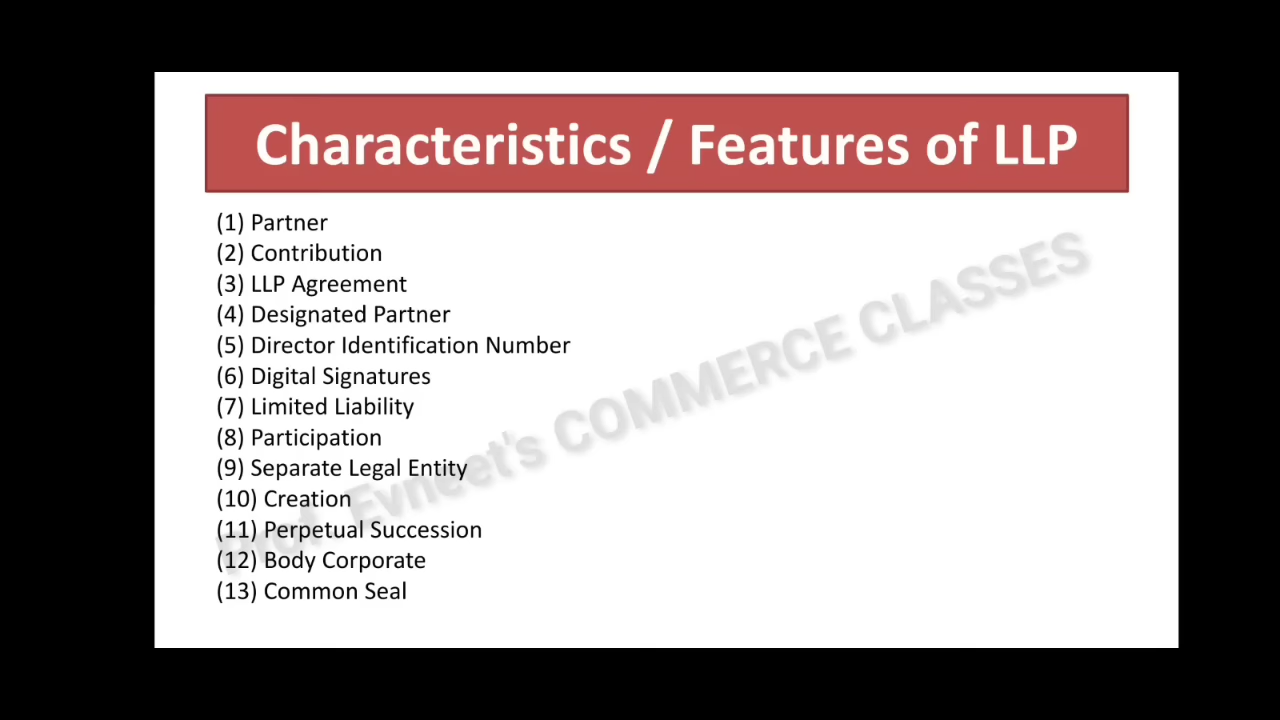 Characteristics / Features of LLP
(1) Partner
(2) Contribution
(3) LLP Agreement
(4) Designated Partner
(5) Director Identification Number
(6) Digital Signatures
(7) Limited Liability
(8) Participation
(9) Separate Legal Entity
(10) Creation
(11) Perpetual Succession
(12) Body Corporate
(13) Common Seal
Prof. Evneet's COMMERCE CLASSES